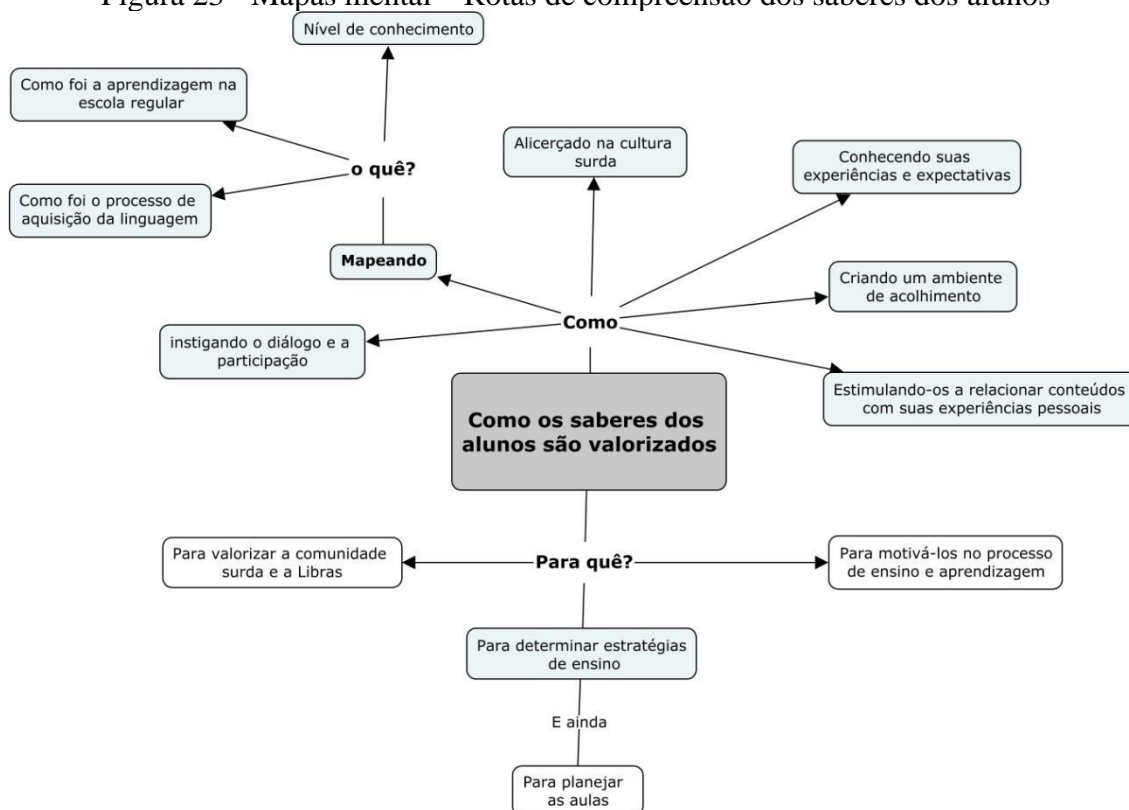 Figura 23 - Mapas mental – Rotas de compreensão dos saberes dos alunos
Nível de conhecimento
Como foi a aprendizagem na
escola regular
o quê?
Como foi o processo de
aquisição da linguagem
Mapeando
Alicerçado na cultura
surda
Conhecendo suas
experiências e expectativas
Criando um ambiente
de acolhimento
Como
instigando o diálogo e a
participação
Estimulando-os a relacionar conteúdos
com suas experiências pessoais
Como os saberes dos
alunos são valorizados
Para valorizar a comunidade
surda e a Libras
Para quê?
Para motivá-los no processo
de ensino e aprendizagem
Para determinar estratégias
de ensino
E ainda
Para planejar
as aulas